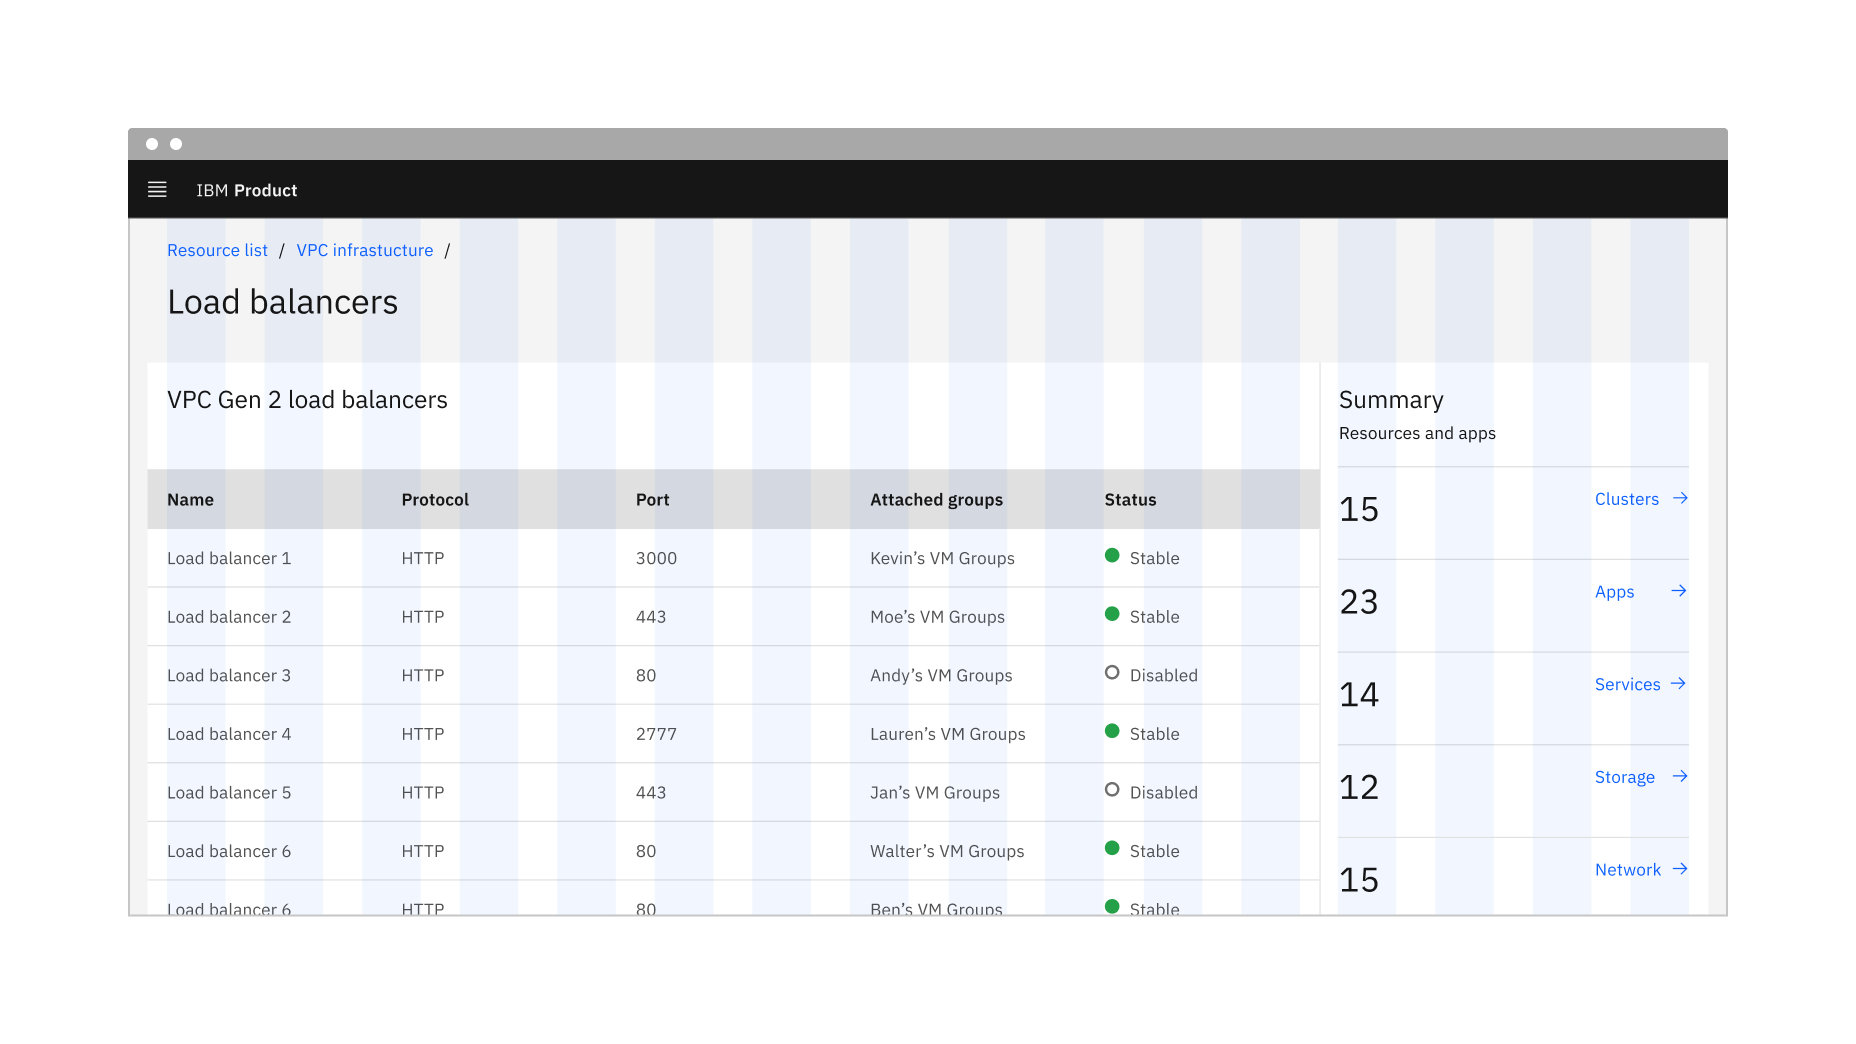 IBM Product
Resource list / VPC infrastucture /
Load balancers
VPC Gen 2 load balancers
Name Protocol Port Attached groups Status
Load balancer 1 HTTP 3000 Kevin’s VM Groups Stable
Load balancer 2 HTTP 443 Moe’s VM Groups Stable
Load balancer 3 HTTP 80 Andy’s VM Groups Disabled
Load balancer 4 HTTP 2777 Lauren’s VM Groups Stable
Load balancer 5 HTTP 443 Jan’s VM Groups Disabled
Load balancer 6 HTTP 80 Walter’s VM Groups Stable
Load balancer 6 HTTP 80 Ben’s VM Groups Stable
Summary
Resources and apps
15 Clusters
23 Apps
14 Services
12 Storage
15 Network